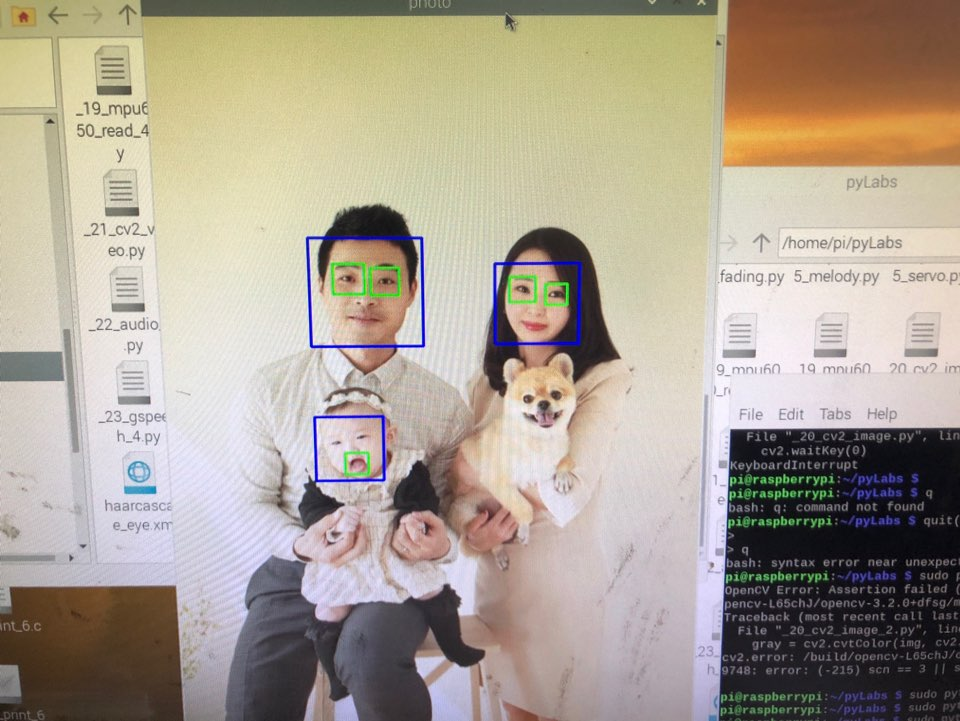 photo
_19_mpu6
50_read_4
y
_21_cv2_v
eo.py
_22_audio_
.py
_23_gspee
h_4.py
haarcasca
e_eye.xm
int_6.c
_print_6
pyLabs
/home/pi/pyLabs
fading.py 5_melody.py 5_servo.py
19_mpu60 19_mpu60 20_cv2_im
File Edit Tabs Help
File "_20_cv2_image.py", lin
cv2.waitKey(0)
KeyboardInterrupt
pi@raspberrypi:~/pyLabs $
pi@raspberrypi:~/pyLabs $ q
bash: q: command not found
pi@raspberrypi:~/pyLabs $ quit(
>
> q
bash: syntax error near unexpec
pi@raspberrypi:~/pyLabs $ sudo p
OpenCV Error: Assertion failed (
pencv-L65chJ/opencv-3.2.0+dfsg/m
Traceback (most recent call last
File "_20_cv2_image_2.py", lin
gray = cv2.cvtColor(img, cv2.
cv2.error: /build/opencv-L65chJ/o
9748: error: (-215) scn == 3 || s
pi@raspberrypi:~/pyLabs $ sudo py
pi@raspberrypi:~/pyLabs $ sudo pyt